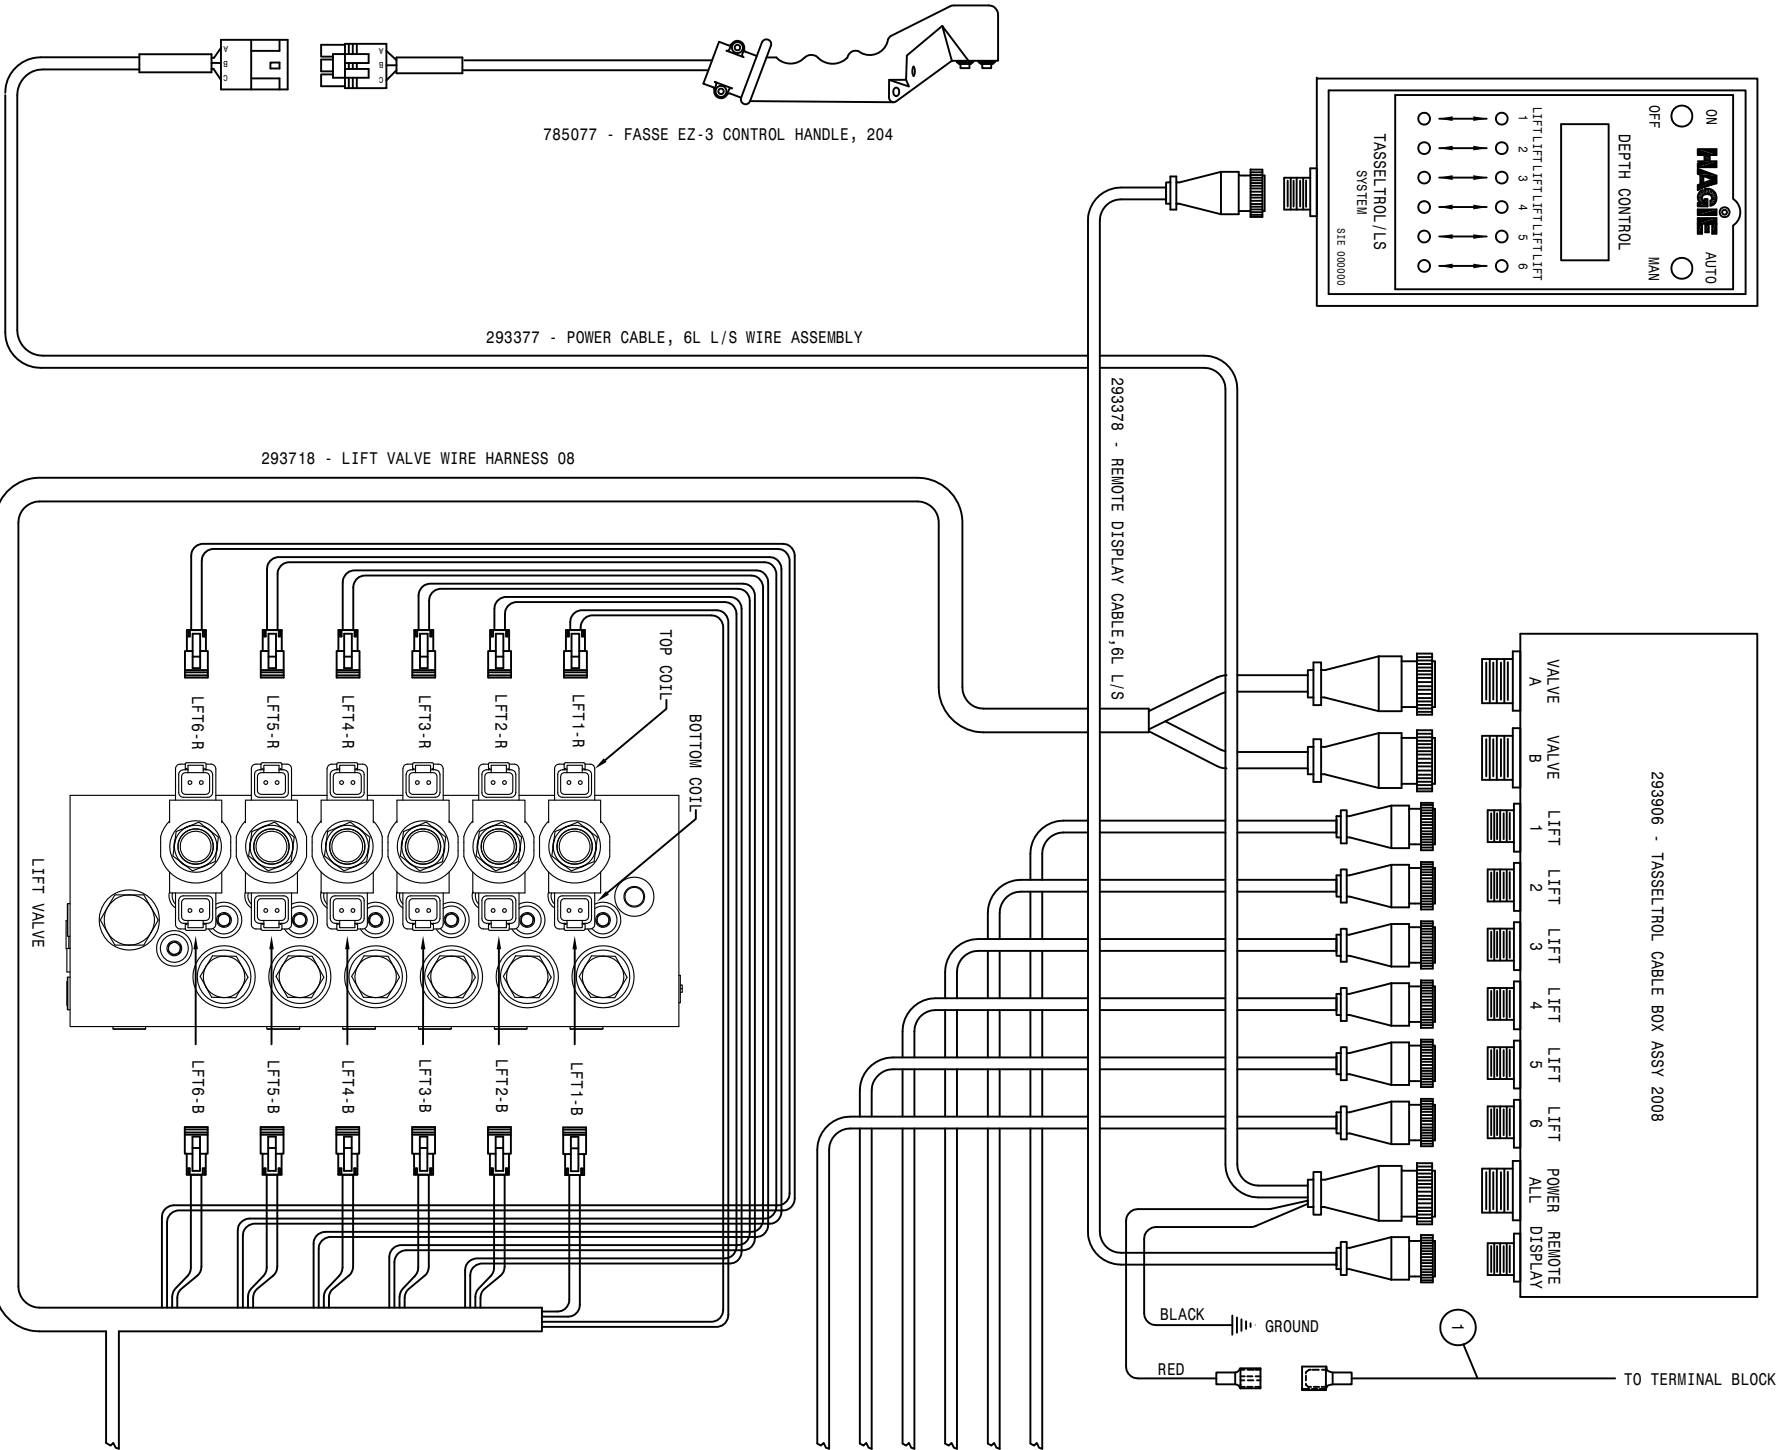 A
B
C
A
B
C
785077 - FASSE EZ-3 CONTROL HANDLE, 204
ON
OFF
HAGIE
AUTO
MAN
DEPTH CONTROL
LIFT LIFT LIFT LIFT LIFT LIFT
1 2 3 4 5 6
TASSELTROL/LS
SYSTEM
SIE 000000
293377 - POWER CABLE, 6L L/S WIRE ASSEMBLY
293378 - REMOTE DISPLAY CABLE,6L L/S
293718 - LIFT VALVE WIRE HARNESS 08
TOP COIL
BOTTOM COIL
LFT6-R
LFT5-R
LFT4-R
LFT3-R
LFT2-R
LFT1-R
LIFT VALVE
LFT6-B
LFT5-B
LFT4-B
LFT3-B
LFT2-B
LFT1-B
293906 - TASSELTROL CABLE BOX ASSY 2008
VALVE
A
VALVE
B
LIFT
1
LIFT
2
LIFT
3
LIFT
4
LIFT
5
LIFT
6
POWER
ALL
REMOTE
DISPLAY
BLACK
GROUND
RED
1
TO TERMINAL BLOCK